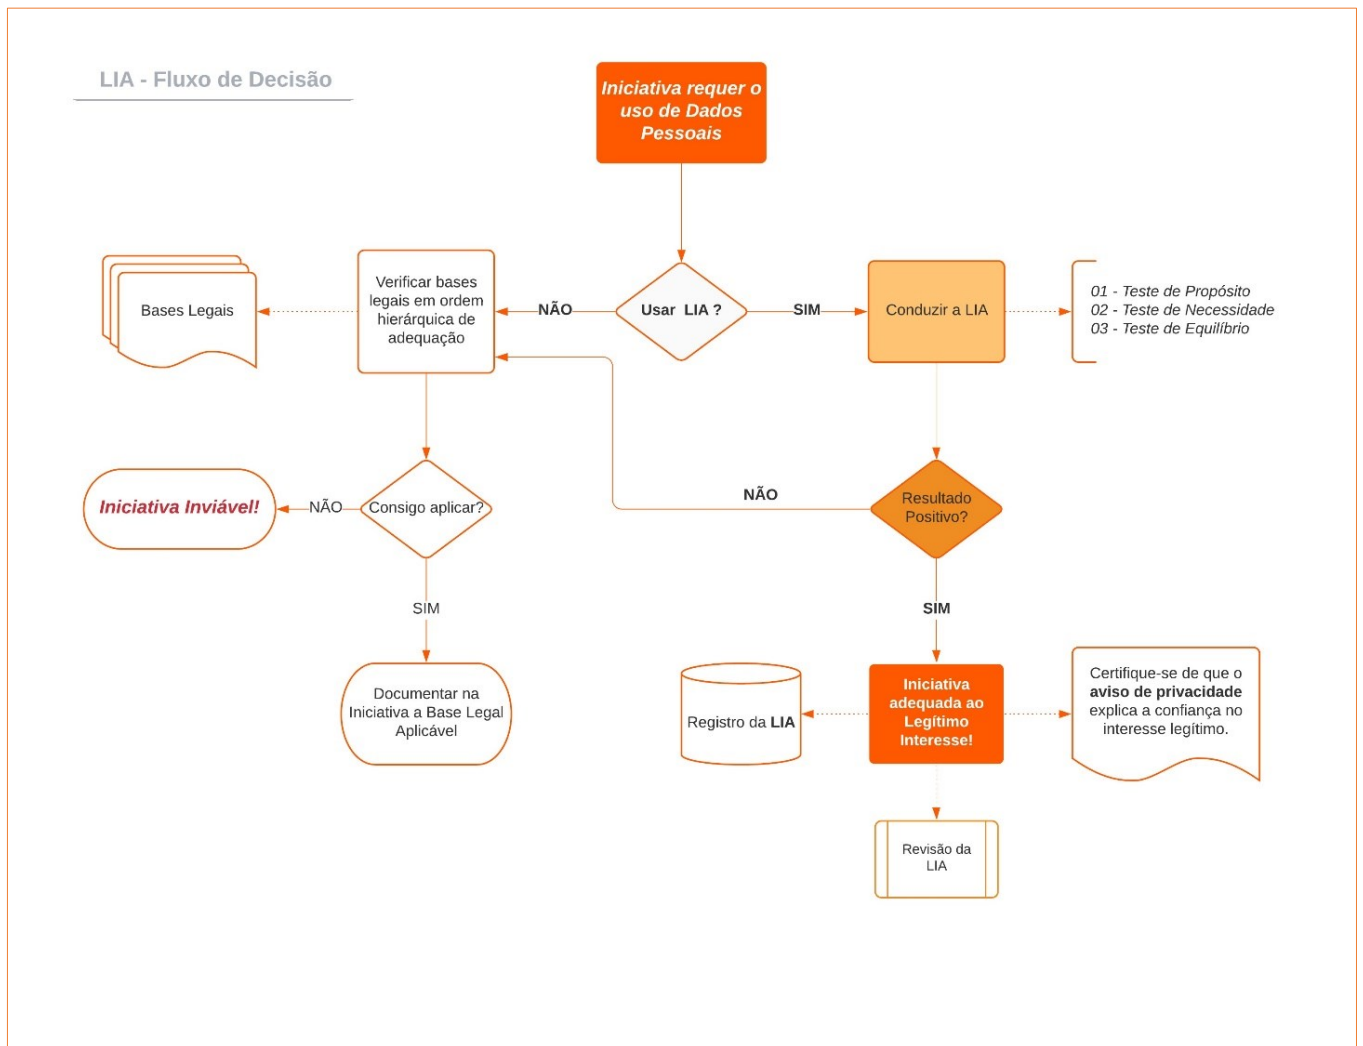 LIA - Fluxo de Decisão
Iniciativa requer o
uso de Dados
Pessoais
Bases Legais
Verificar bases
legais em ordem
hierárquica de
adequação
NÃO
Usar LIA ?
SIM
Conduzir a LIA
01 - Teste de Propósito
02 - Teste de Necessidade
03 - Teste de Equilíbrio
Iniciativa Inviável!
NÃO
Consigo aplicar?
NÃO
Resultado
Positivo?
SIM
SIM
Documentar na
Iniciativa a Base Legal
Aplicável
Registro da LIA
Iniciativa
adequada ao
Legítimo
Interesse!
Certifique-se de que o
aviso de privacidade
explica a confiança no
interesse legítimo.
Revisão da
LIA